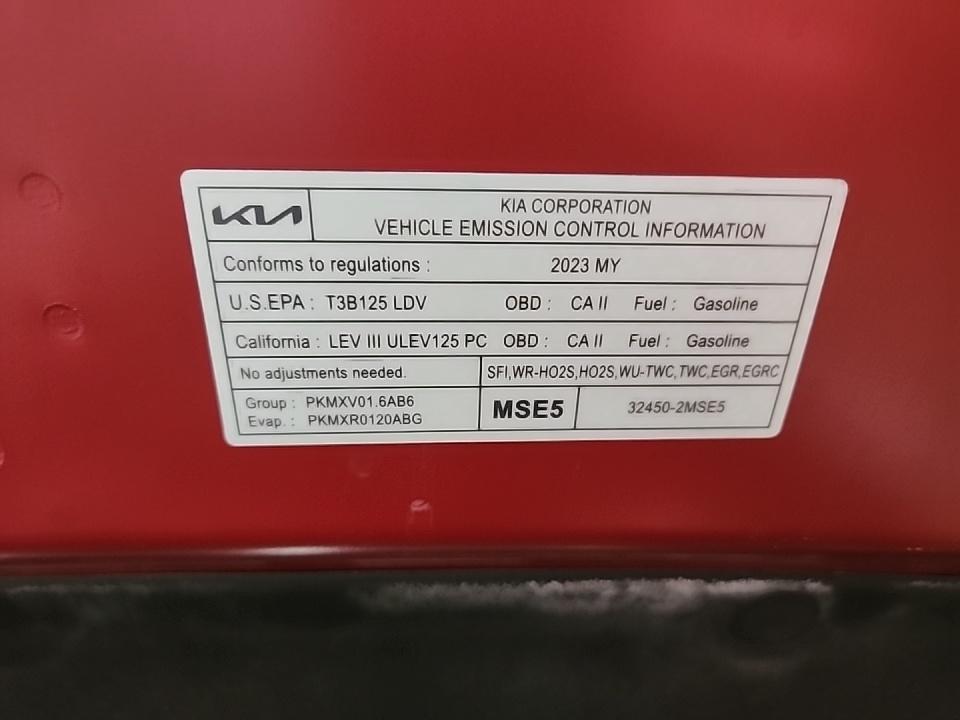 KIA
KIA CORPORATION
VEHICLE EMISSION CONTROL INFORMATION
Conforms to regulations : 2023 MY
U.S.EPA : T3B125 LDV OBD : CA II Fuel : Gasoline
California : LEV III ULEV125 PC OBD : CA II Fuel : Gasoline
No adjustments needed. SFI,WR-HO2S,HO2S,WU-TWC,TWC,EGR,EGRC
Group : PKMXV01.6AB6
Evap. : PKMXR0120ABG
MSE5
32450-2MSE5